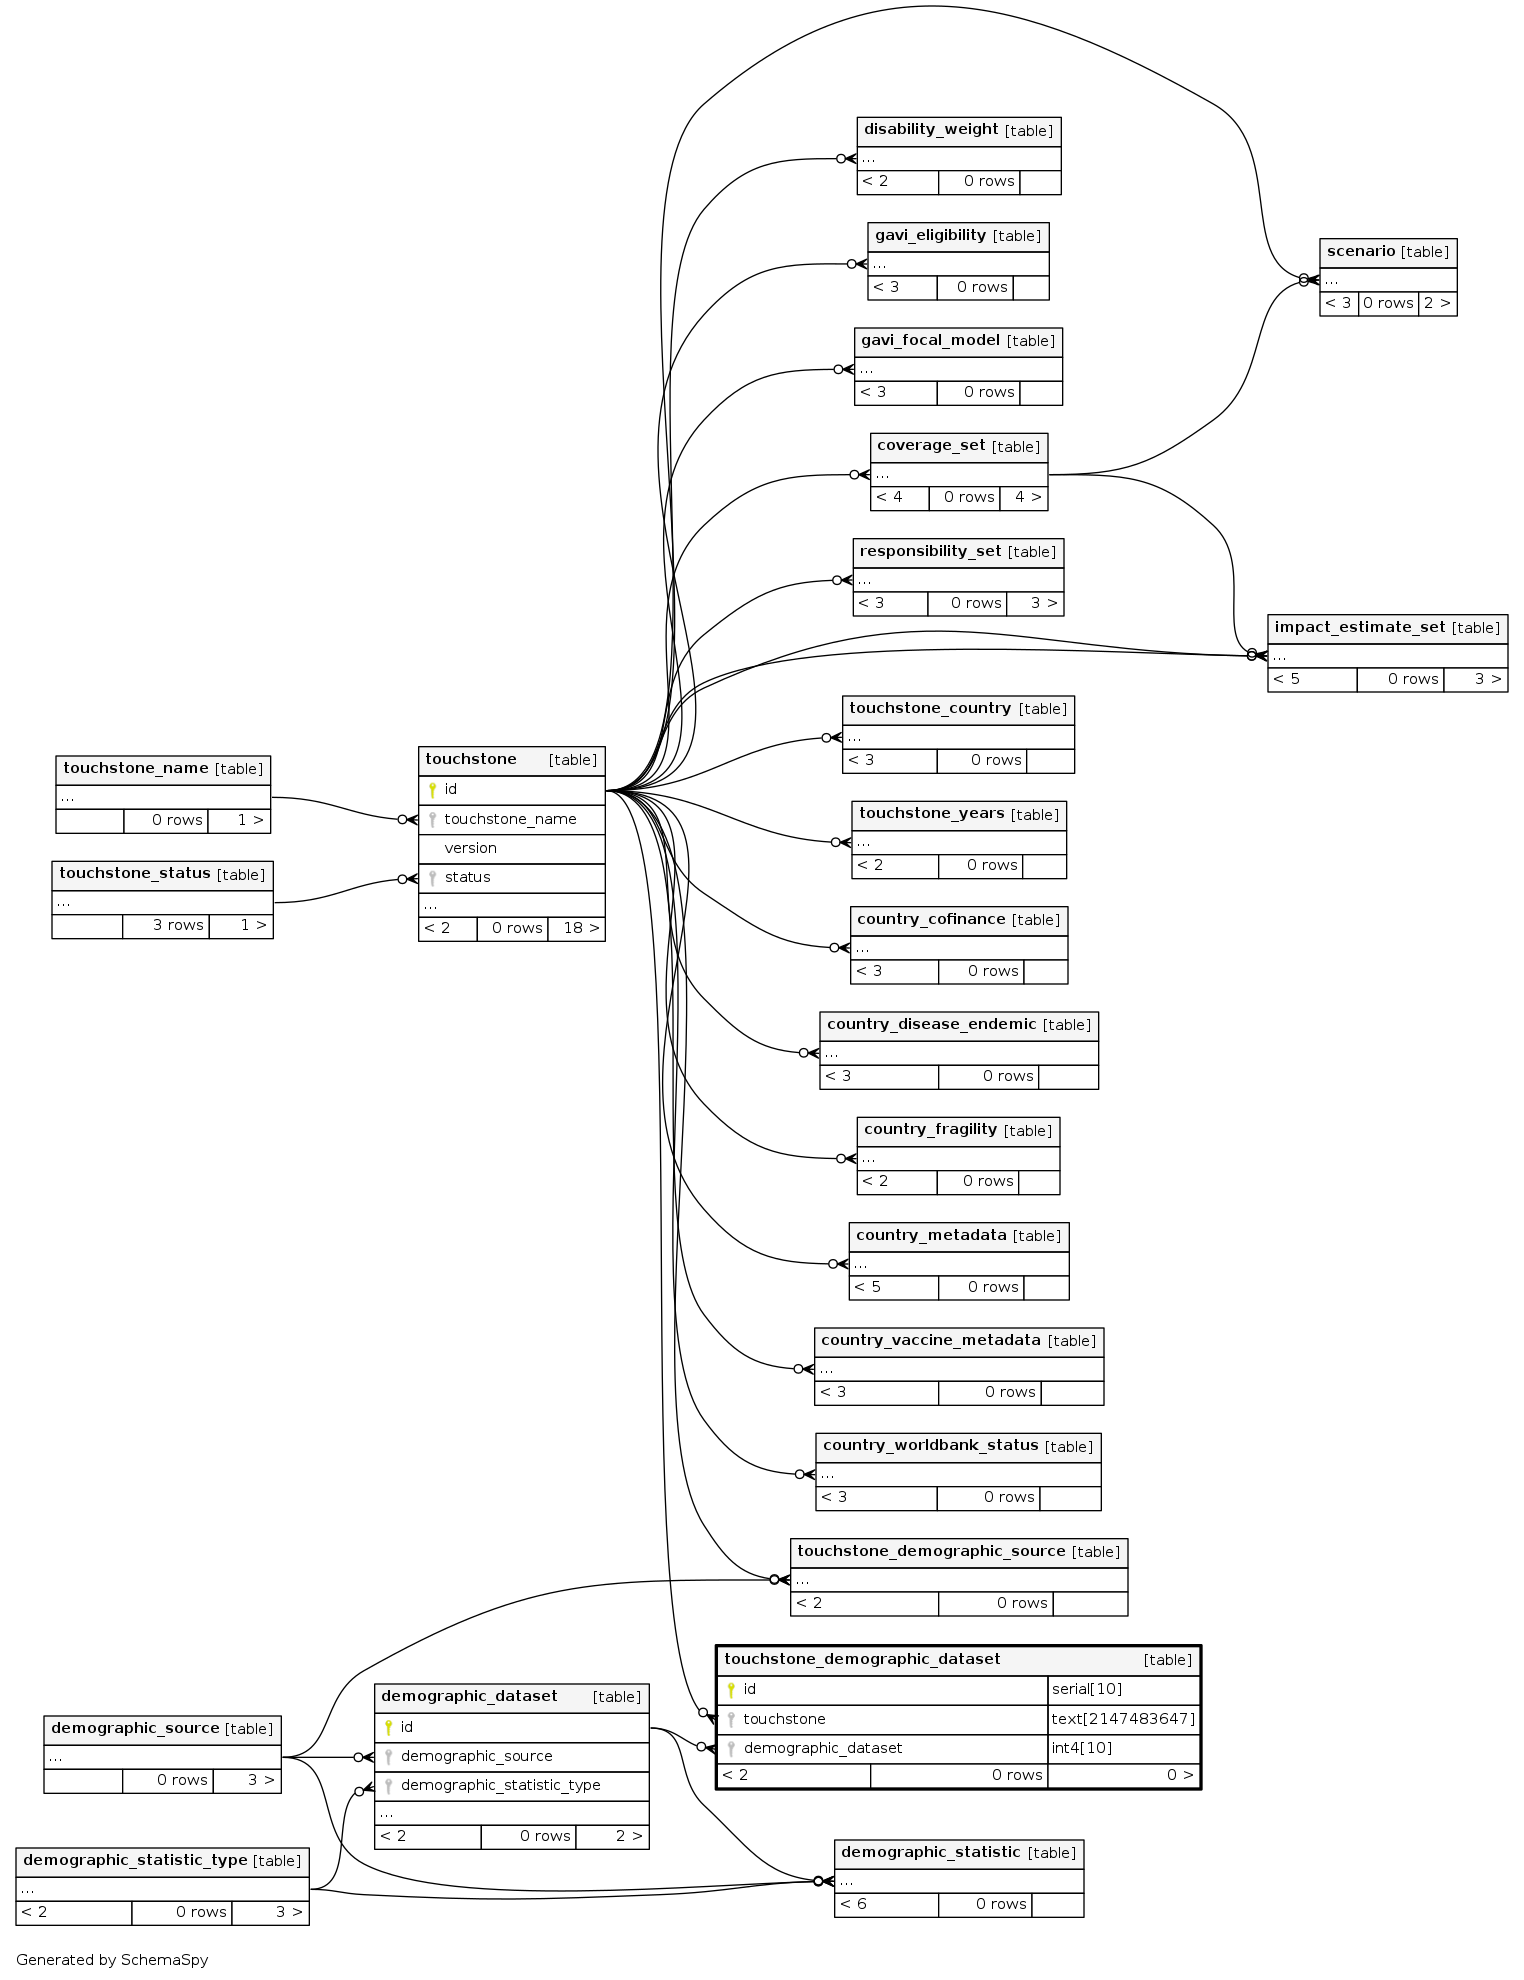 disability_weight [table]
...
< 2 0 rows
gavi_eligibility [table]
...
< 3 0 rows
scenario [table]
...
< 3 0 rows 2 >
gavi_focal_model [table]
...
< 3 0 rows
coverage_set [table]
...
< 4 0 rows 4 >
responsibility_set [table]
...
< 3 0 rows 3 >
impact_estimate_set [table]
...
< 5 0 rows 3 >
touchstone_country [table]
...
< 3 0 rows
touchstone_name [table]
...
0 rows 1 >
touchstone_status [table]
...
3 rows 1 >
touchstone [table]
id
touchstone_name
version
status
...
< 2 0 rows 18 >
touchstone_years [table]
...
< 2 0 rows
country_cofinance [table]
...
< 3 0 rows
country_disease_endemic [table]
...
< 3 0 rows
country_fragility [table]
...
< 2 0 rows
country_metadata [table]
...
< 5 0 rows
country_vaccine_metadata [table]
...
< 3 0 rows
country_worldbank_status [table]
...
< 3 0 rows
touchstone_demographic_source [table]
...
< 2 0 rows
touchstone_demographic_dataset [table]
id serial[10]
touchstone text[2147483647]
demographic_dataset int4[10]
< 2 0 rows 0 >
demographic_dataset [table]
id
demographic_source
demographic_statistic_type
...
< 2 0 rows 2 >
demographic_source [table]
...
0 rows 3 >
demographic_statistic_type [table]
...
< 2 0 rows 3 >
demographic_statistic [table]
...
< 6 0 rows
Generated by SchemaSpy